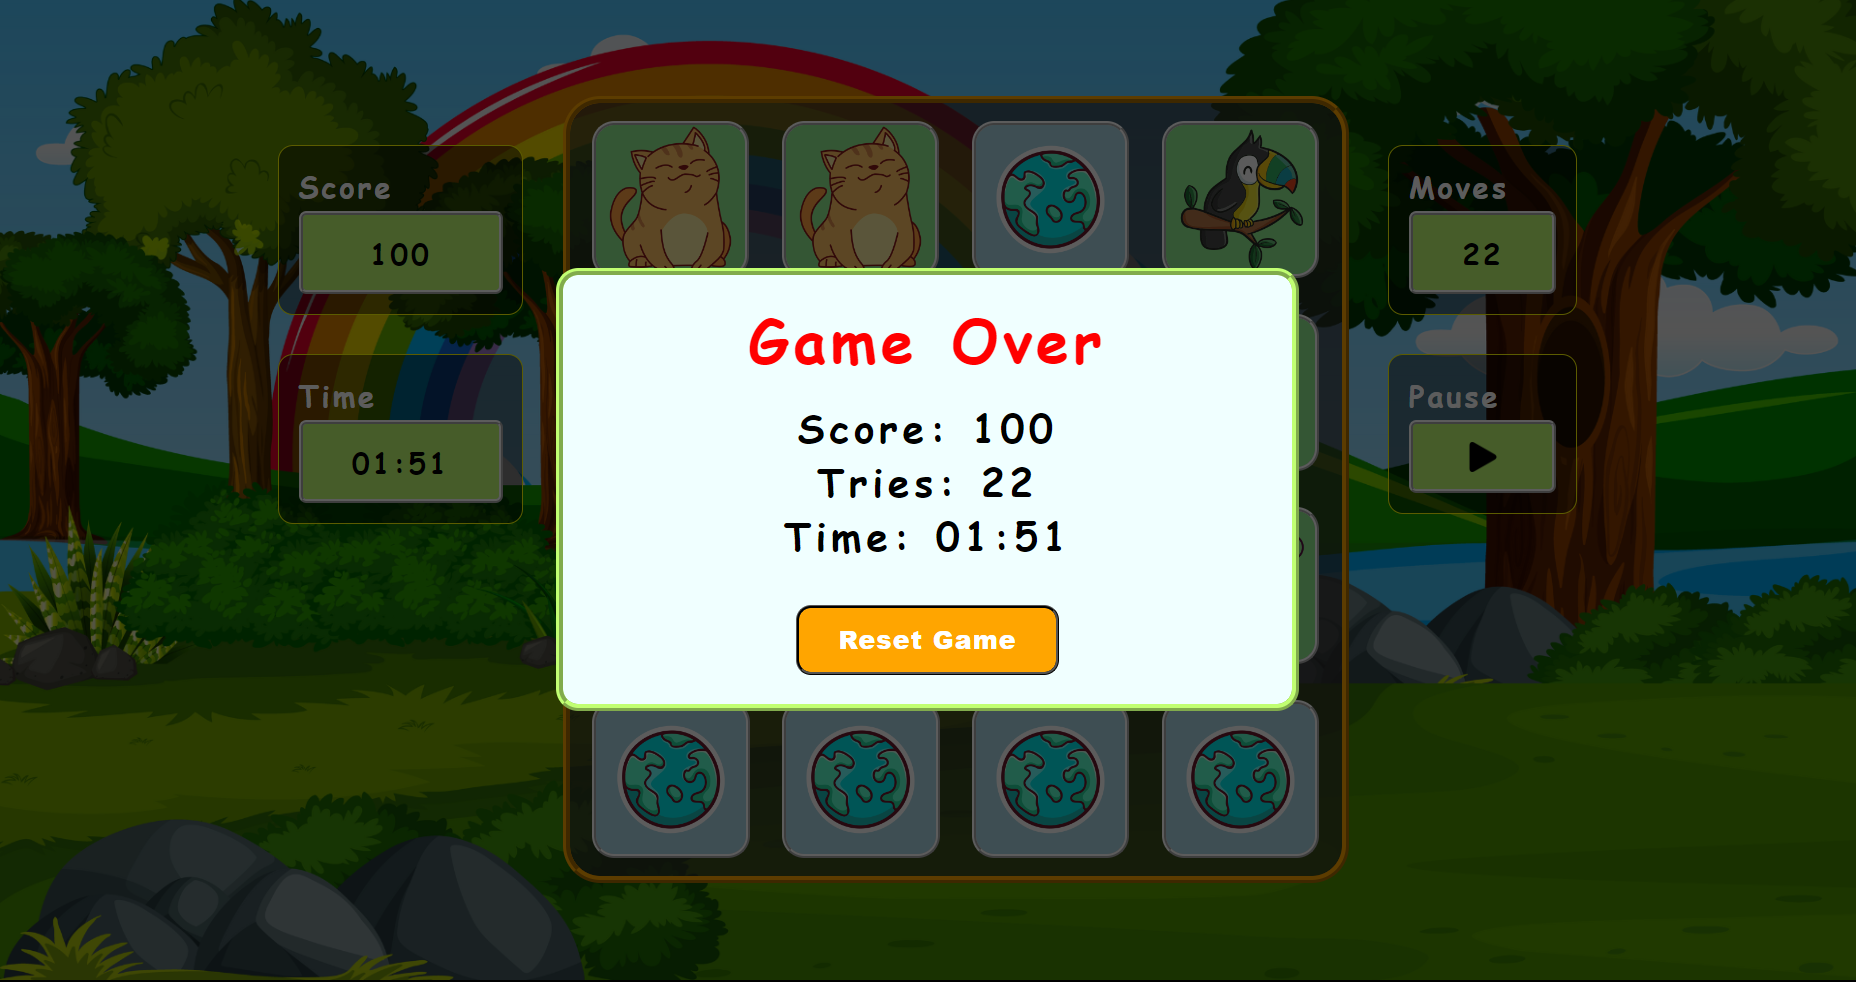 Score
100
Time
01:51
Moves
22
Pause
Game Over
Score: 100
Tries: 22
Time: 01:51
Reset Game